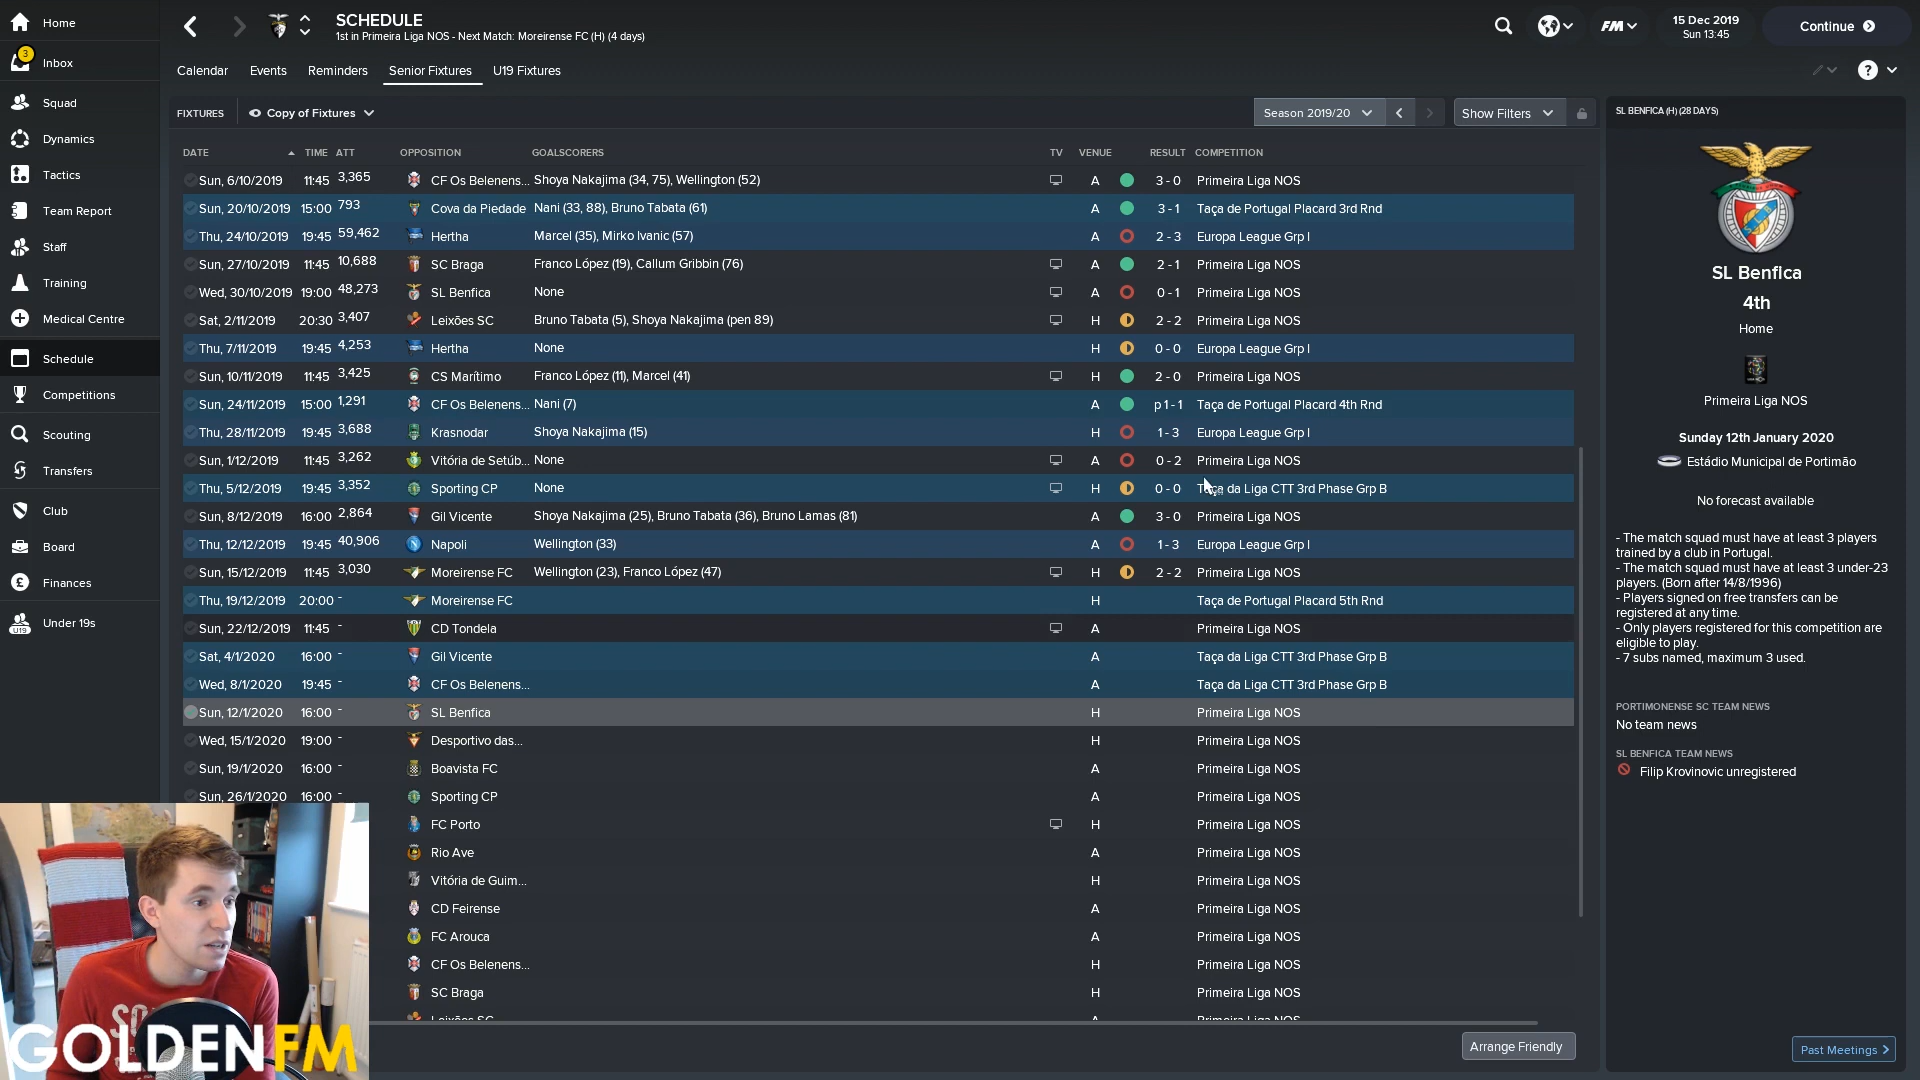 Home
3
Inbox
Squad
Dynamics
Tactics
Team Report
Staff
Training
Medical Centre
Schedule
Competitions
Scouting
Transfers
Club
Board
Finances
U19
Under 19s
SCHEDULE
1st in Primeira Liga NOS - Next Match: Moreirense FC (H) (4 days)
FM
15 Dec 2019
Sun 13:45
Continue
Calendar Events Reminders Senior Fixtures U19 Fixtures
?
FIXTURES Copy of Fixtures Season 2019/20 Show Filters
DATE TIME ATT OPPOSITION GOALSCORERS TV VENUE RESULT COMPETITION
Sun, 6/10/2019 11:45 3,365 CF Os Belenens... Shoya Nakajima (34, 75), Wellington (52) A 3 - 0 Primeira Liga NOS
Sun, 20/10/2019 15:00 793 Cova da Piedade Nani (33, 88), Bruno Tabata (61) A 3 - 1 Taça de Portugal Placard 3rd Rnd
Thu, 24/10/2019 19:45 59,462 Hertha Marcel (35), Mirko Ivanic (57) A 2 - 3 Europa League Grp I
Sun, 27/10/2019 11:45 10,688 SC Braga Franco López (19), Callum Gribbin (76) A 2 - 1 Primeira Liga NOS
Wed, 30/10/2019 19:00 48,273 SL Benfica None A 0 - 1 Primeira Liga NOS
Sat, 2/11/2019 20:30 3,407 Leixões SC Bruno Tabata (5), Shoya Nakajima (pen 89) H 2 - 2 Primeira Liga NOS
Thu, 7/11/2019 19:45 4,253 Hertha None H 0 - 0 Europa League Grp I
Sun, 10/11/2019 11:45 3,425 CS Marítimo Franco López (11), Marcel (41) H 2 - 0 Primeira Liga NOS
Sun, 24/11/2019 15:00 1,291 CF Os Belenens... Nani (7) A p 1 - 1 Taça de Portugal Placard 4th Rnd
Thu, 28/11/2019 19:45 3,688 Krasnodar Shoya Nakajima (15) H 1 - 3 Europa League Grp I
Sun, 1/12/2019 11:45 3,262 Vitória de Setúb... None A 0 - 2 Primeira Liga NOS
Thu, 5/12/2019 19:45 3,352 Sporting CP None H 0 - 0 Taça da Liga CTT 3rd Phase Grp B
Sun, 8/12/2019 16:00 2,864 Gil Vicente Shoya Nakajima (25), Bruno Tabata (36), Bruno Lamas (81) A 3 - 0 Primeira Liga NOS
Thu, 12/12/2019 19:45 40,906 Napoli Wellington (33) A 1 - 3 Europa League Grp I
Sun, 15/12/2019 11:45 3,030 Moreirense FC Wellington (23), Franco López (47) H 2 - 2 Primeira Liga NOS
Thu, 19/12/2019 20:00 - Moreirense FC H Taça de Portugal Placard 5th Rnd
Sun, 22/12/2019 11:45 - CD Tondela A Primeira Liga NOS
Sat, 4/1/2020 16:00 - Gil Vicente A Taça da Liga CTT 3rd Phase Grp B
Wed, 8/1/2020 19:45 - CF Os Belenens... A Taça da Liga CTT 3rd Phase Grp B
Sun, 12/1/2020 16:00 - SL Benfica H Primeira Liga NOS
Wed, 15/1/2020 19:00 - Desportivo das... H Primeira Liga NOS
Sun, 19/1/2020 16:00 - Boavista FC A Primeira Liga NOS
Sun, 26/1/2020 16:00 - Sporting CP A Primeira Liga NOS
FC Porto H Primeira Liga NOS
Rio Ave A Primeira Liga NOS
Vitória de Guim... H Primeira Liga NOS
CD Feirense A Primeira Liga NOS
FC Arouca A Primeira Liga NOS
CF Os Belenens... H Primeira Liga NOS
SC Braga H Primeira Liga NOS
Leixões SC A Primeira Liga NOS
Arrange Friendly
SL BENFICA (H) (28 DAYS)
SL Benfica
4th
Home
Primeira Liga NOS
Sunday 12th January 2020
Estádio Municipal de Portimão
No forecast available
- The match squad must have at least 3 players
trained by a club in Portugal.
- The match squad must have at least 3 under-23
players. (Born after 14/8/1996)
- Players signed on free transfers can be
registered at any time.
- Only players registered for this competition are
eligible to play.
- 7 subs named, maximum 3 used.
PORTIMONENSE SC TEAM NEWS
No team news
SL BENFICA TEAM NEWS
Filip Krovinovic unregistered
Past Meetings
GOLDENFM